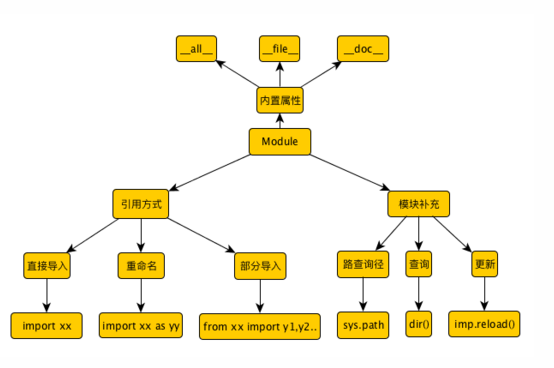 __all__
__file__
__doc__
内置属性
Module
引用方式
模块补充
直接导入
重命名
部分导入
路查询径
查询
更新
import xx
import xx as yy
from xx import y1,y2..
sys.path
dir()
imp.reload()